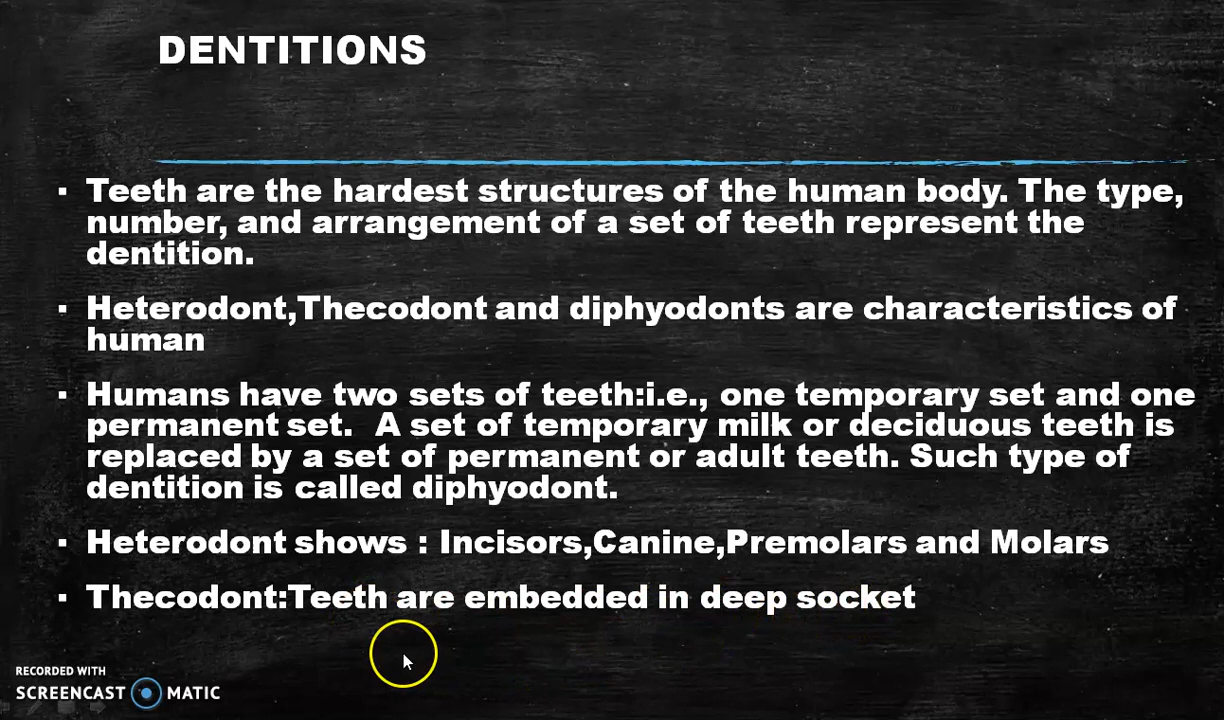 DENTITIONS
▪ Teeth are the hardest structures of the human body. The type,
number, and arrangement of a set of teeth represent the
dentition.
▪ Heterodont,Thecodont and diphyodonts are characteristics of
human
▪ Humans have two sets of teeth:i.e., one temporary set and one
permanent set.  A set of temporary milk or deciduous teeth is
replaced by a set of permanent or adult teeth. Such type of
dentition is called diphyodont.
▪ Heterodont shows : Incisors,Canine,Premolars and Molars
▪ Thecodont:Teeth are embedded in deep socket
RECORDED WITH
SCREENCAST MATIC